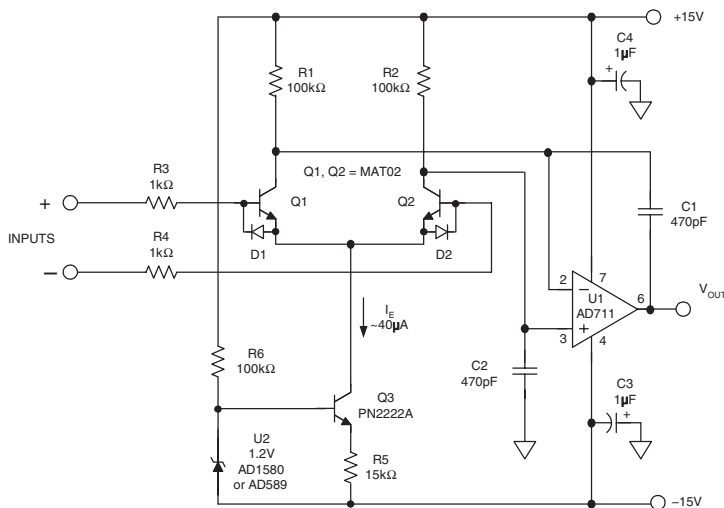 +15V
C4
1µF
+
R1
100kΩ
R2
100kΩ
Q1, Q2 = MAT02
R3
1kΩ
+
Q1
Q2
C1
470pF
INPUTS
R4
1kΩ
−
D1
D2
2
−
7
U1
AD711
6
VOUT
3
+
4
IE
~40µA
R6
100kΩ
C2
470pF
C3
1µF
+
Q3
PN2222A
U2
1.2V
AD1580
or AD589
R5
15kΩ
−15V